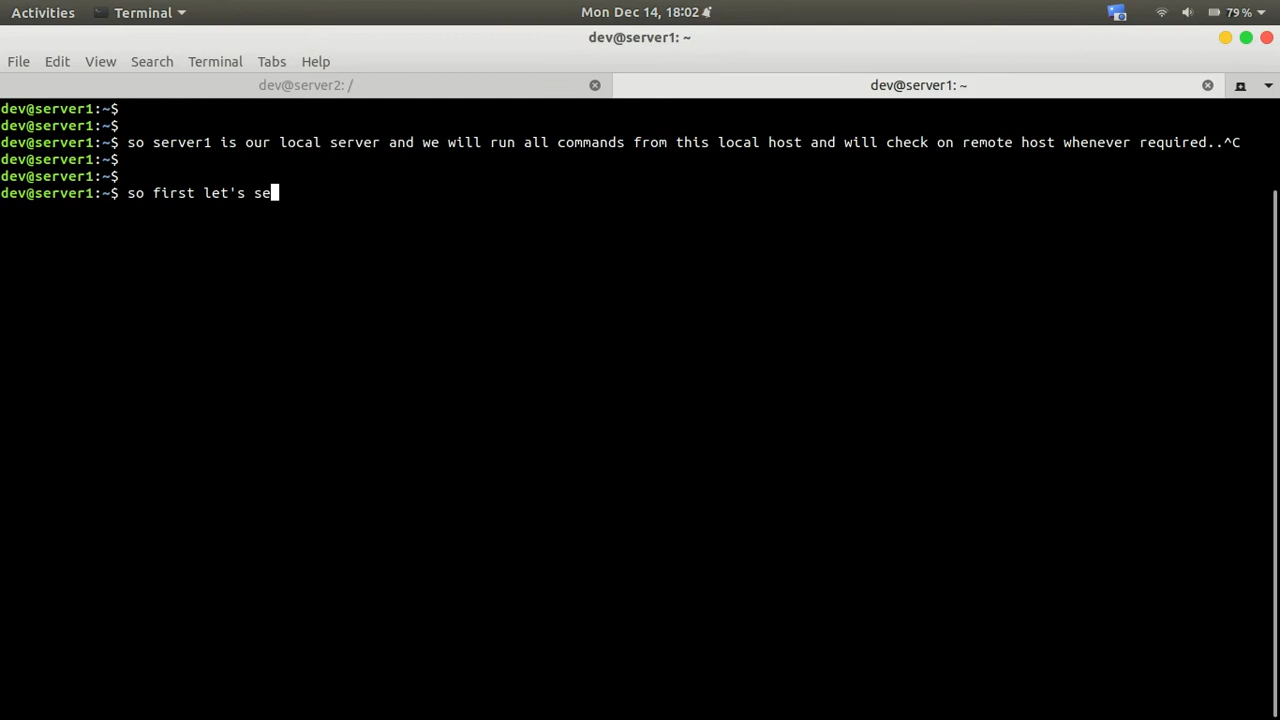 Activities Terminal Mon Dec 14, 18:02 79%
dev@server1: ~
File Edit View Search Terminal Tabs Help
dev@server2: / dev@server1: ~
dev@server1:~$
dev@server1:~$
dev@server1:~$ so server1 is our local server and we will run all commands from this local host and will check on remote host whenever required..^C
dev@server1:~$
dev@server1:~$
dev@server1:~$ so first let's se